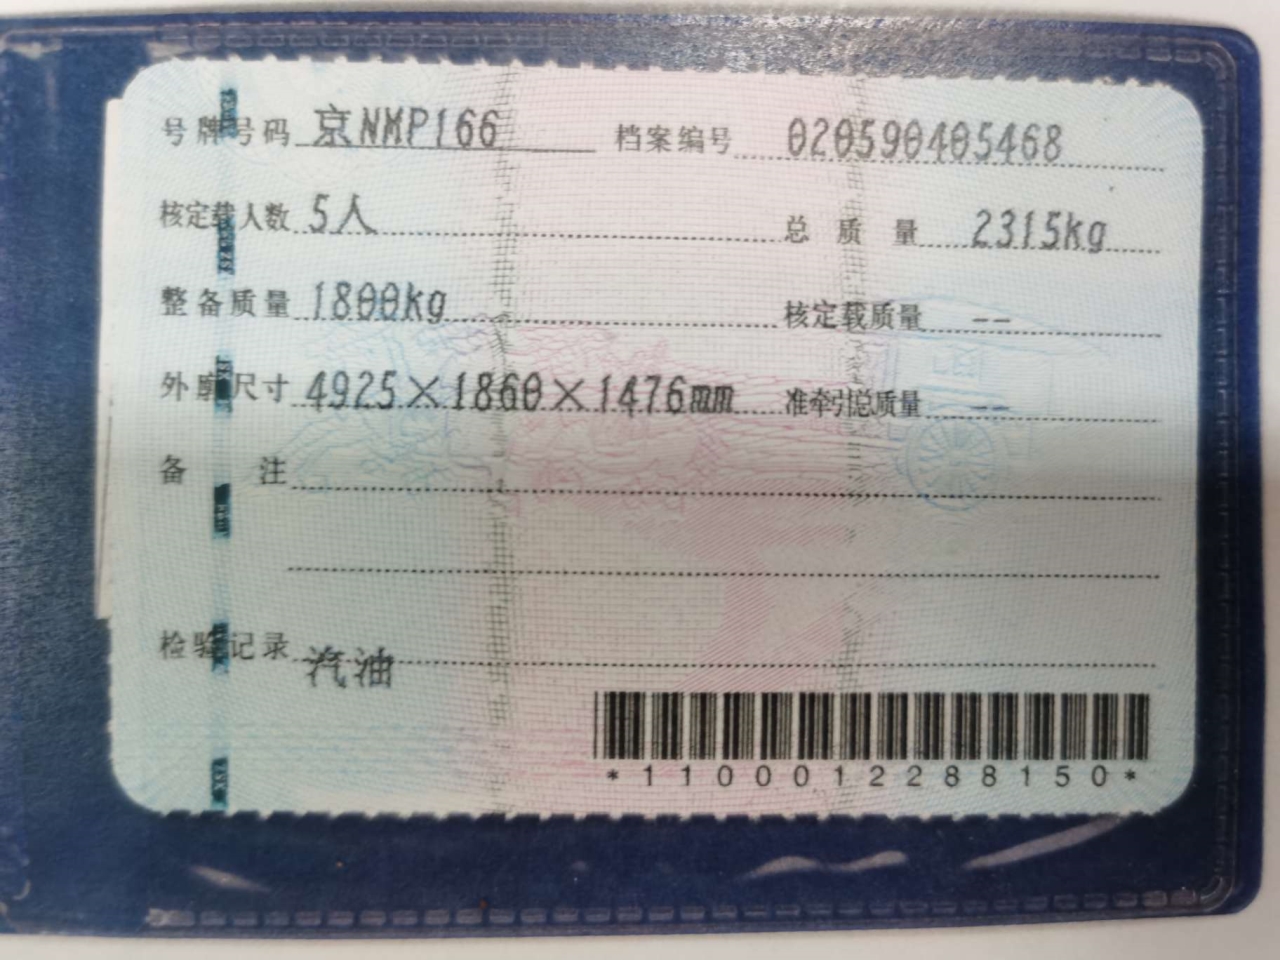 号牌号码 京NMP166 档案编号 020590405468
核定载人数 5人 总质量 2315kg
整备质量 1800kg 核定载质量 --
外廓尺寸 4925×1860×1476mm 准牵引总质量 --
备注
检验记录 汽油
*1100012288150*